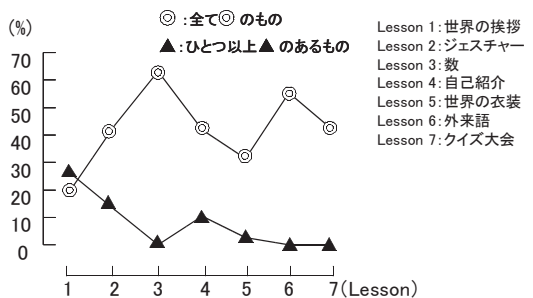 ◎:全て◎のもの
▲:ひとつ以上▲のあるもの
(%)
70
60
50
40
30
20
10
0
1 2 3 4 5 6 7(Lesson)
Lesson 1:世界の挨拶
Lesson 2:ジェスチャー
Lesson 3:数
Lesson 4:自己紹介
Lesson 5:世界の衣装
Lesson 6:外来語
Lesson 7:クイズ大会